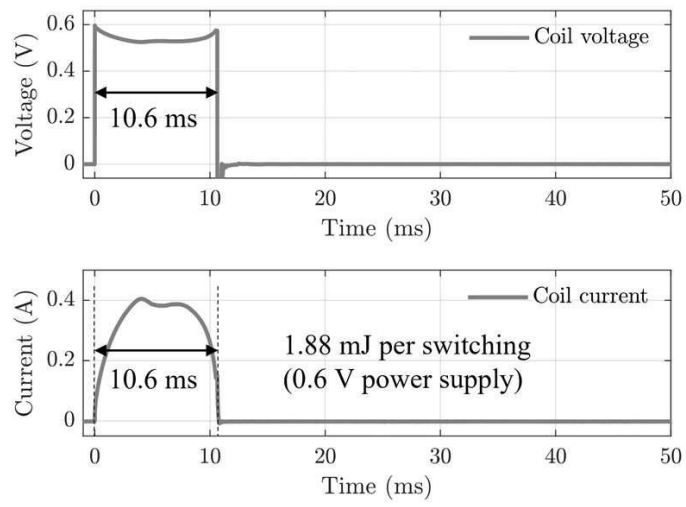 0.6
0.4
0.2
0
Voltage (V)
Coil voltage
10.6 ms
0 10 20 30 40 50
Time (ms)
0.4
0.2
0
Current (A)
Coil current
1.88 mJ per switching
10.6 ms
(0.6 V power supply)
0 10 20 30 40 50
Time (ms)